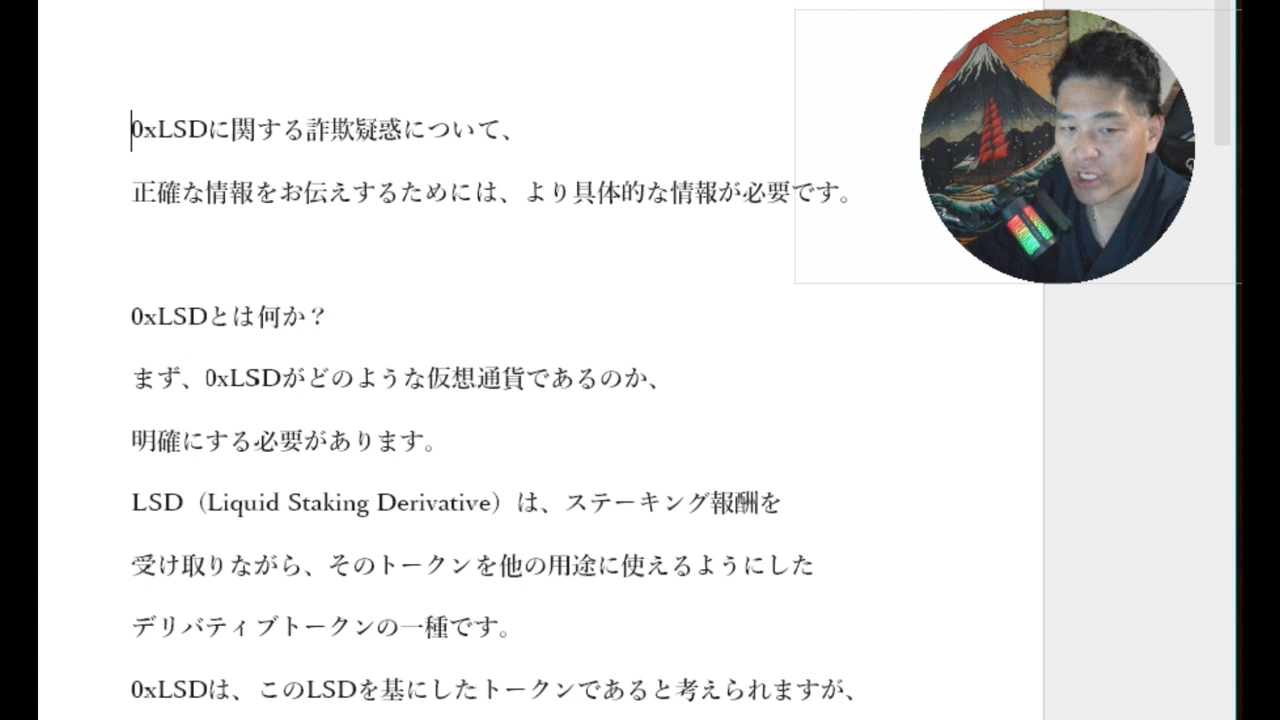 0xLSDに関する詐欺疑惑について、
正確な情報をお伝えするためには、より具体的な情報が必要です。
0xLSDとは何か？
まず、0xLSDがどのような仮想通貨であるのか、
明確にする必要があります。
LSD（Liquid Staking Derivative）は、ステーキング報酬を
受け取りながら、そのトークンを他の用途に使えるようにした
デリバティブトークンの一種です。
0xLSDは、このLSDを基にしたトークンであると考えられますが、